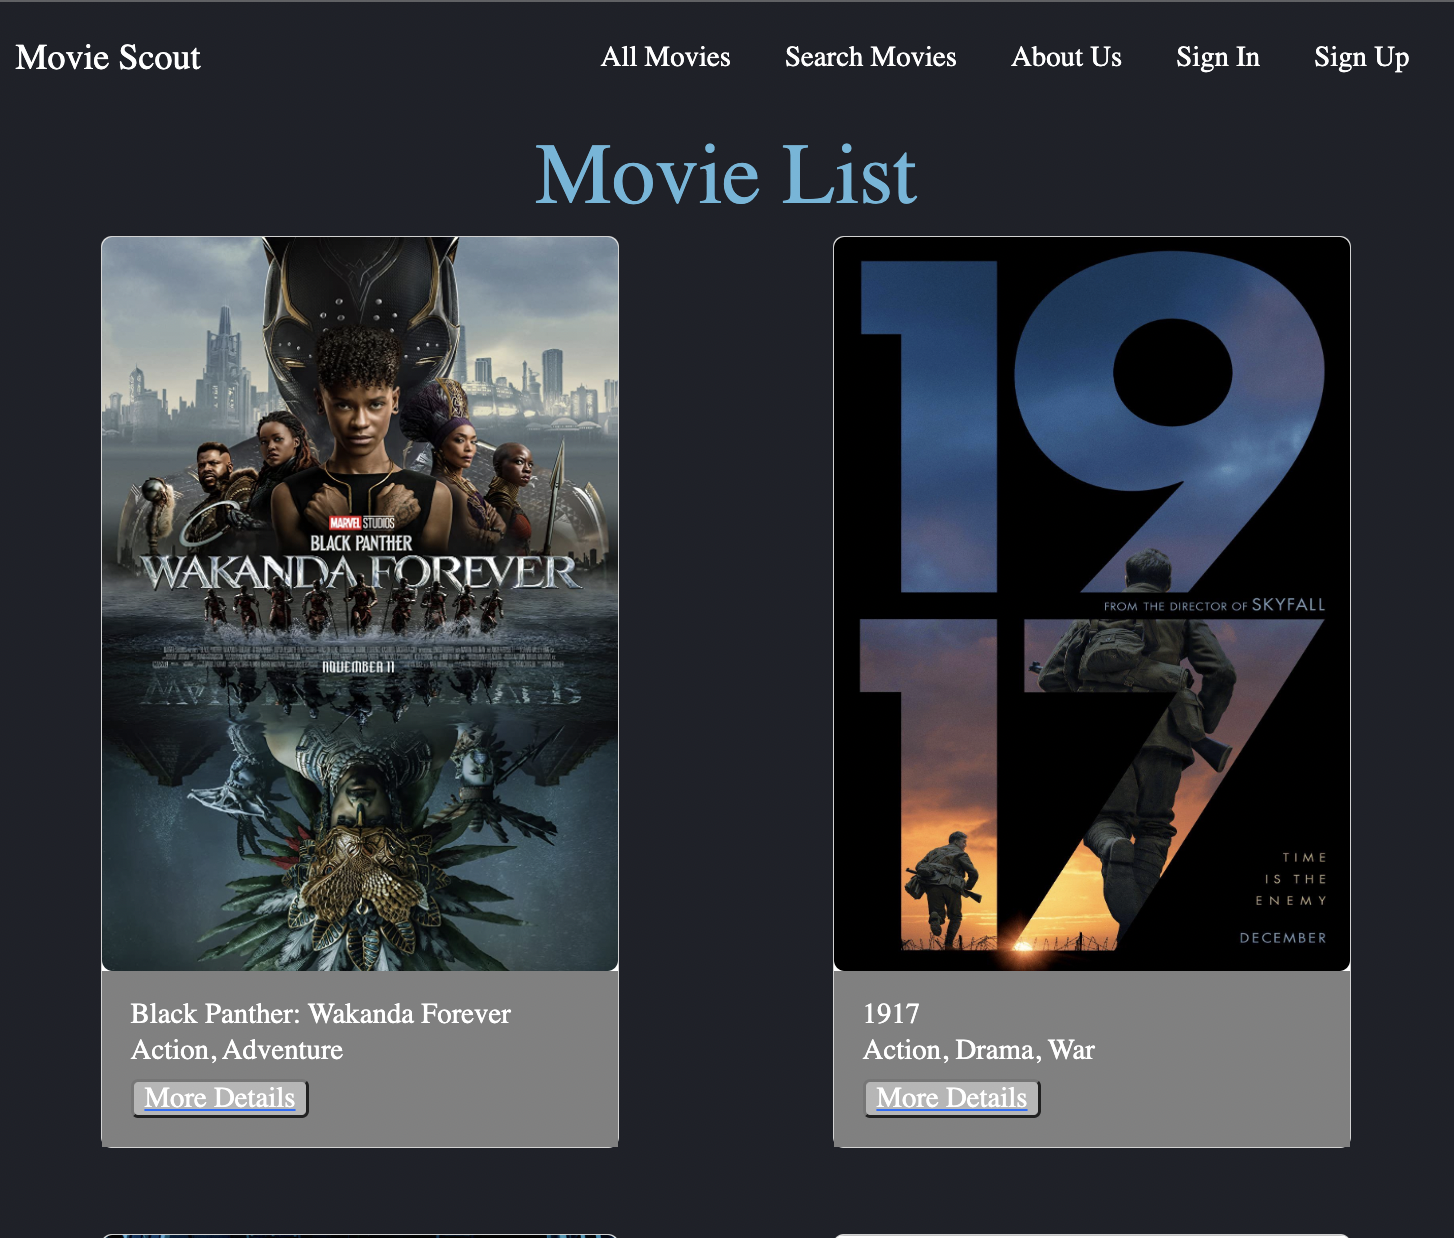 Movie Scout
All Movies
Search Movies
About Us
Sign In
Sign Up
Movie List
MARVEL STUDIOS
BLACK PANTHER
WAKANDA FOREVER
NOVEMBER 11
19
FROM THE DIRECTOR OF SKYFALL
17
TIME
IS THE
ENEMY
DECEMBER
Black Panther: Wakanda Forever
Action, Adventure
More Details
1917
Action, Drama, War
More Details